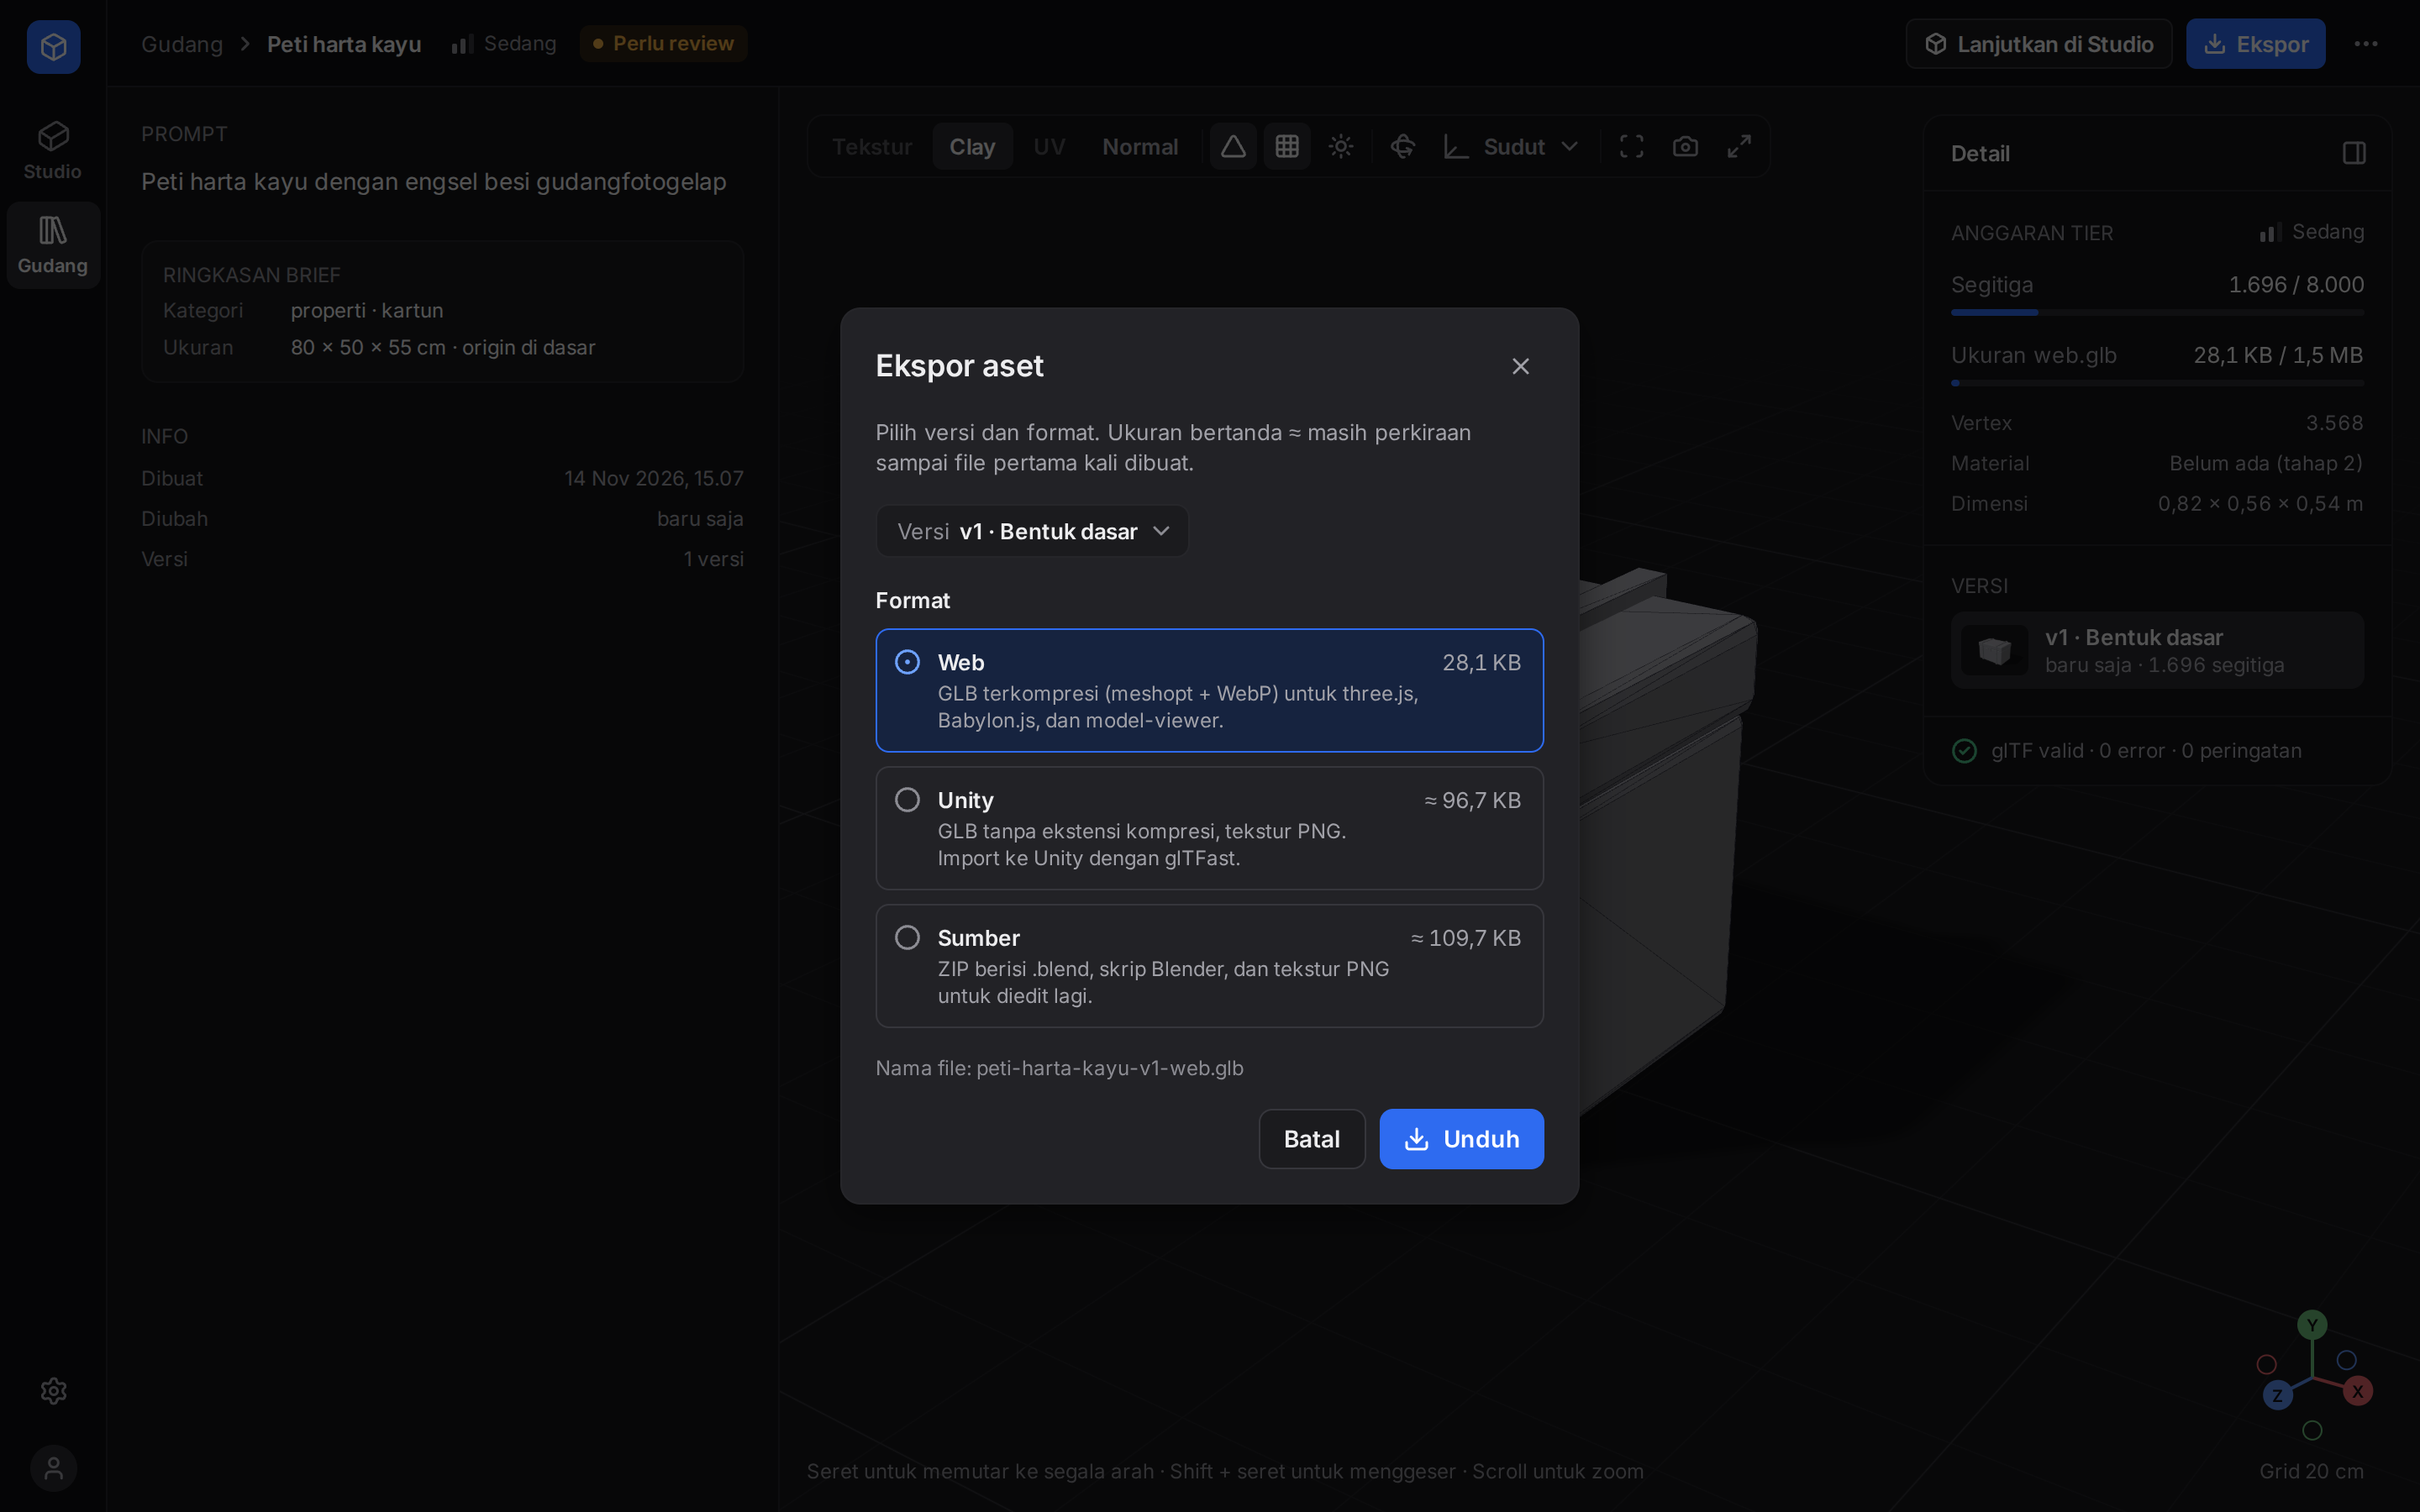 Gudang
Peti harta kayu
Sedang
Perlu review
Lanjutkan di Studio
Ekspor
Studio
Gudang
PROMPT
Peti harta kayu dengan engsel besi gudangfotogelap
RINGKASAN BRIEF
Kategori properti · kartun
Ukuran 80 × 50 × 55 cm · origin di dasar
INFO
Dibuat 14 Nov 2026, 15.07
Diubah baru saja
Versi 1 versi
Tekstur Clay UV Normal Sudut
Ekspor aset
Pilih versi dan format. Ukuran bertanda ≈ masih perkiraan
sampai file pertama kali dibuat.
Versi v1 · Bentuk dasar
Format
Web 28,1 KB
GLB terkompresi (meshopt + WebP) untuk three.js,
Babylon.js, dan model-viewer.
Unity ≈ 96,7 KB
GLB tanpa ekstensi kompresi, tekstur PNG.
Import ke Unity dengan glTFast.
Sumber ≈ 109,7 KB
ZIP berisi .blend, skrip Blender, dan tekstur PNG
untuk diedit lagi.
Nama file: peti-harta-kayu-v1-web.glb
Batal
Unduh
Detail
ANGGARAN TIER Sedang
Segitiga 1.696 / 8.000
Ukuran web.glb 28,1 KB / 1,5 MB
Vertex 3.568
Material Belum ada (tahap 2)
Dimensi 0,82 × 0,56 × 0,54 m
VERSI
v1 · Bentuk dasar
baru saja · 1.696 segitiga
glTF valid · 0 error · 0 peringatan
Y
Z
X
Seret untuk memutar ke segala arah · Shift + seret untuk menggeser · Scroll untuk zoom
Grid 20 cm